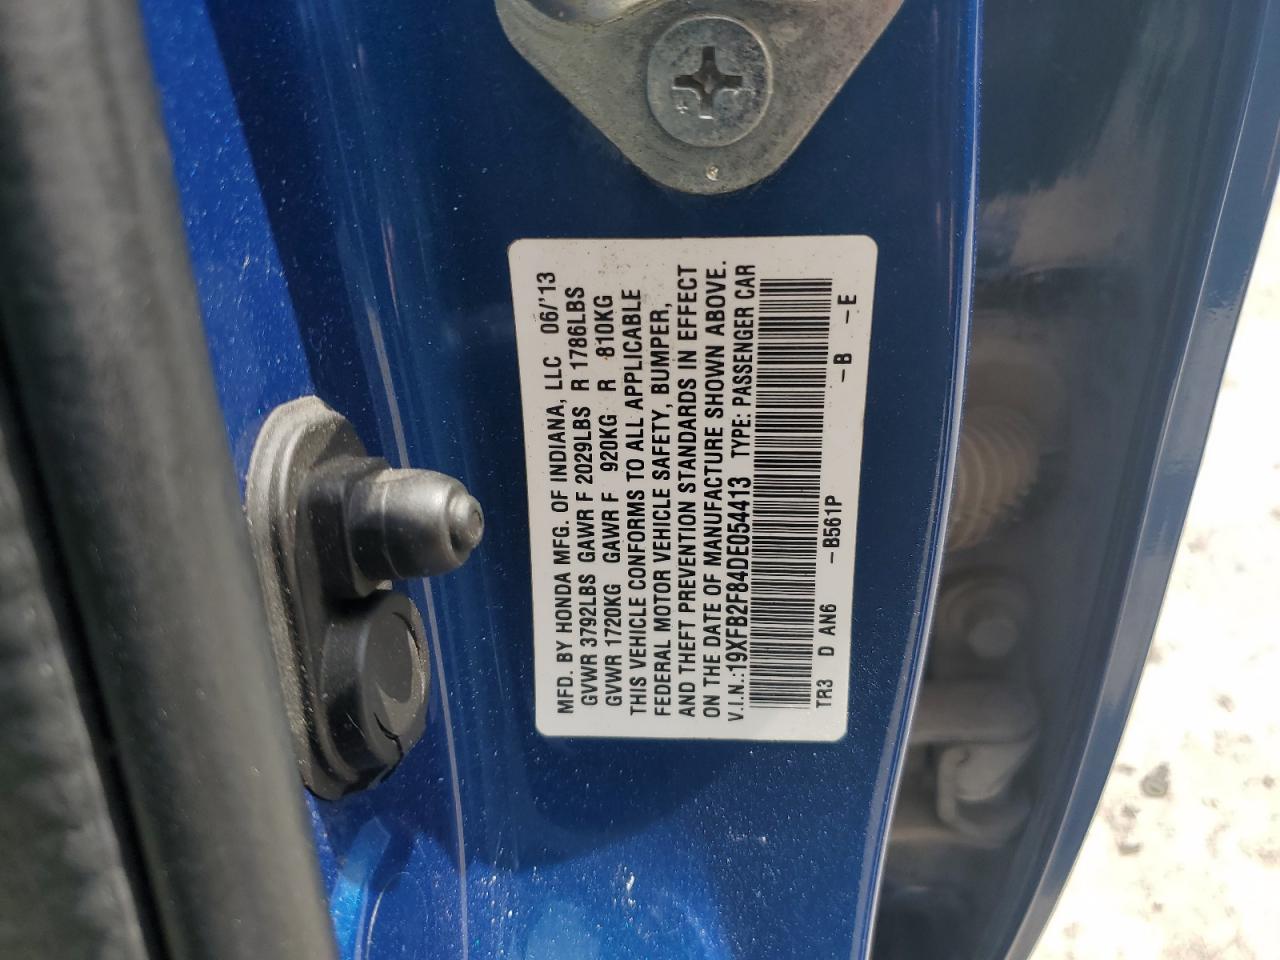 MFD. BY HONDA MFG. OF INDIANA, LLC 06/'13
GVWR 3792LBS GAWR F 2029LBS R 1786LBS
GVWR 1720KG GAWR F 920KG R 810KG
THIS VEHICLE CONFORMS TO ALL APPLICABLE
FEDERAL MOTOR VEHICLE SAFETY, BUMPER,
AND THEFT PREVENTION STANDARDS IN EFFECT
ON THE DATE OF MANUFACTURE SHOWN ABOVE.
V.I.N.:19XFB2F84DE054413 TYPE: PASSENGER CAR
TR3 D AN6 -B561P -B -E